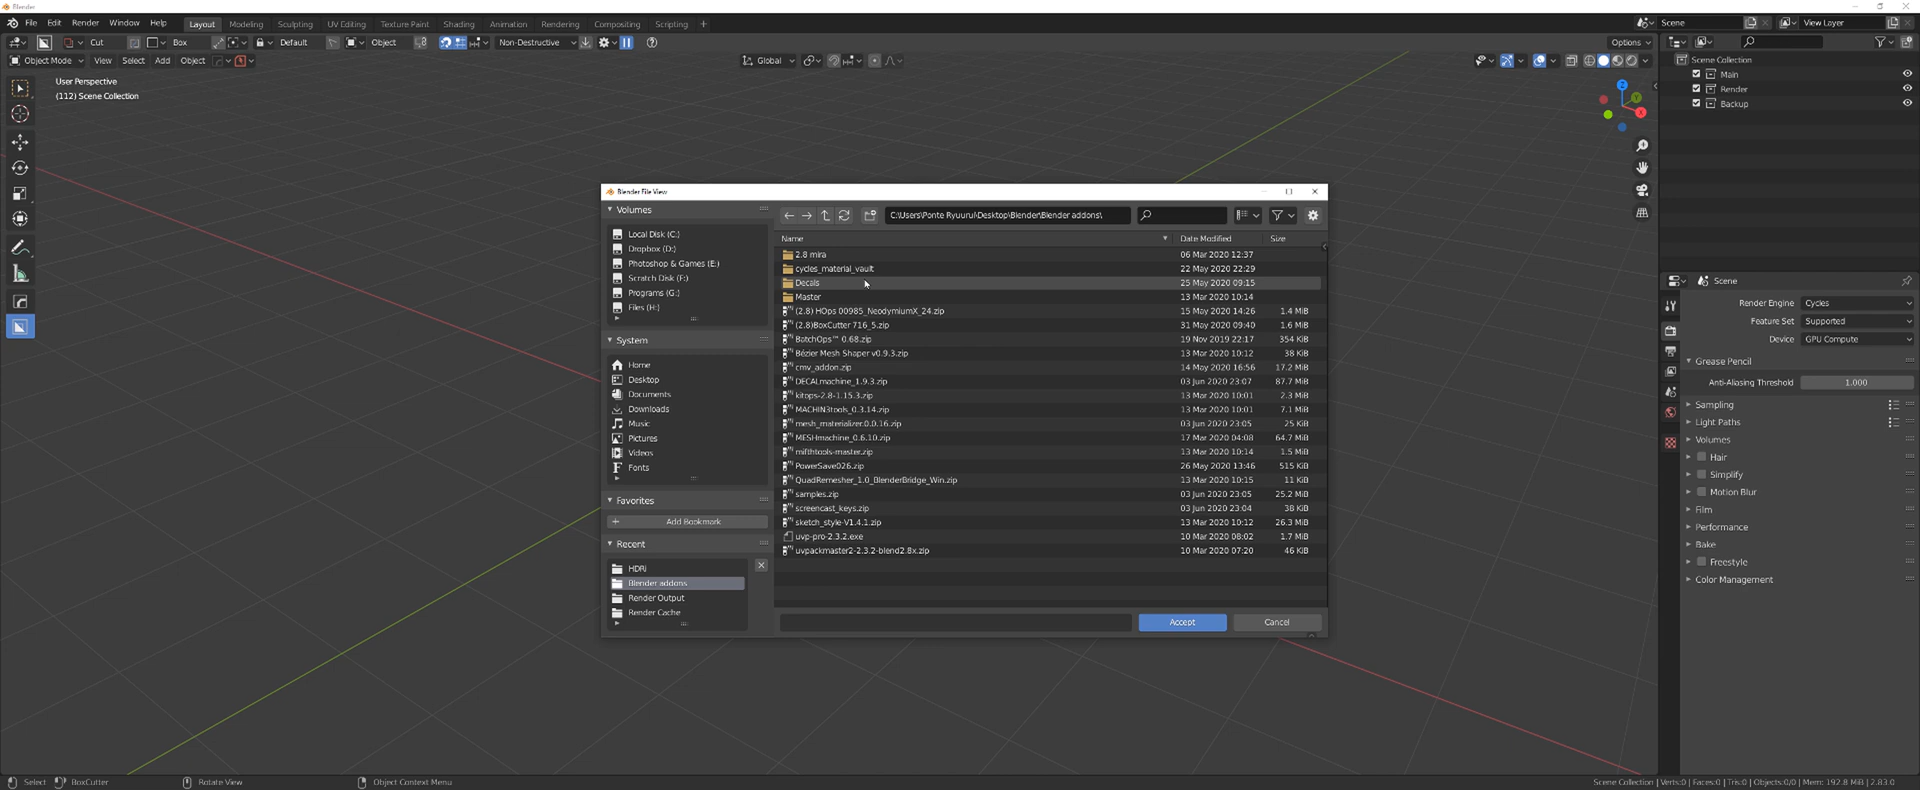 Blender
File Edit Render Window Help Layout Modeling Sculpting UV Editing Texture Paint Shading Animation Rendering Compositing Scripting + Scene View Layer
Cut Box Default Object Non-Destructive Options
Object Mode View Select Add Object Global
User Perspective
(112) Scene Collection
Z
Y
X
Scene Collection
Main
Render
Backup
Blender File View
Volumes
Local Disk (C:)
Dropbox (D:)
Photoshop & Games (E:)
Scratch Disk (F:)
Programs (G:)
Files (H:)
System
Home
Desktop
Documents
Downloads
Music
Pictures
Videos
Fonts
Favorites
Add Bookmark
Recent
HDRi
Blender addons
Render Output
Render Cache
C:\Users\Ponte Ryuurui\Desktop\Blender\Blender addons\
Name Date Modified Size
2.8 mira 06 Mar 2020 12:37
cycles_material_vault 22 May 2020 22:29
Decals 25 May 2020 09:15
Master 13 Mar 2020 10:14
(2.8) HOps 00985_NeodymiumX_24.zip 15 May 2020 14:26 1.4 MiB
(2.8)BoxCutter 716_5.zip 31 May 2020 09:40 1.6 MiB
BatchOps™ 0.68.zip 19 Nov 2019 22:17 354 KiB
Bézier Mesh Shaper v0.9.3.zip 13 Mar 2020 10:12 38 KiB
cmv_addon.zip 14 May 2020 16:56 17.2 MiB
DECALmachine_1.9.3.zip 03 Jun 2020 23:07 87.7 MiB
kitops-2.8-1.15.3.zip 13 Mar 2020 10:01 2.3 MiB
MACHIN3tools_0.3.14.zip 13 Mar 2020 10:01 7.1 MiB
mesh_materializer.0.0.16.zip 03 Jun 2020 23:05 25 KiB
MESHmachine_0.6.10.zip 17 Mar 2020 04:08 64.7 MiB
mifthtools-master.zip 13 Mar 2020 10:14 1.5 MiB
PowerSave026.zip 26 May 2020 13:46 515 KiB
QuadRemesher_1.0_BlenderBridge_Win.zip 13 Mar 2020 10:15 11 KiB
samples.zip 03 Jun 2020 23:05 25.2 MiB
screencast_keys.zip 03 Jun 2020 23:04 38 KiB
sketch_style-V1.4.1.zip 13 Mar 2020 10:12 26.3 MiB
uvp-pro-2.3.2.exe 10 Mar 2020 08:02 1.7 MiB
uvpackmaster2-2.3.2-blend2.8x.zip 10 Mar 2020 07:20 46 KiB
Accept Cancel
Scene
Render Engine Cycles
Feature Set Supported
Device GPU Compute
Grease Pencil
Anti-Aliasing Threshold 1.000
Sampling
Light Paths
Volumes
Hair
Simplify
Motion Blur
Film
Performance
Bake
Freestyle
Color Management
Select BoxCutter Rotate View Object Context Menu Scene Collection | Verts:0 | Faces:0 | Tris:0 | Objects:0/0 | Mem: 192.8 MiB | 2.83.0